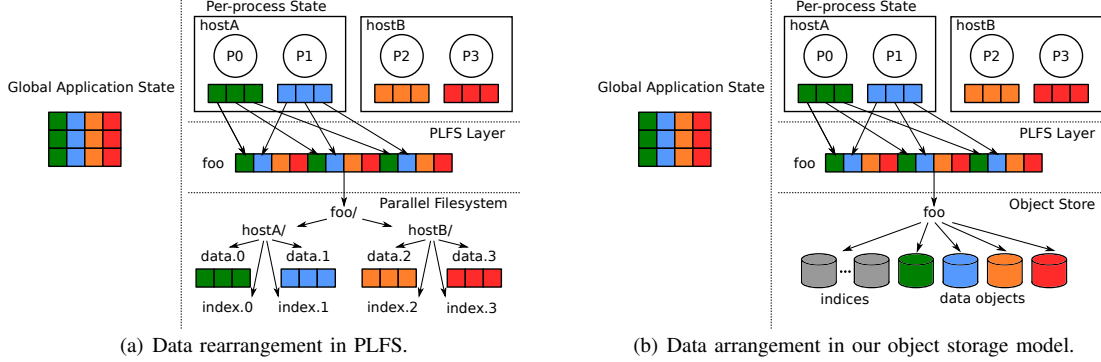 Per-process State
hostA
hostB
P0
P1
P2
P3
Global Application State
PLFS Layer
foo
Parallel Filesystem
foo/
hostA/
hostB/
data.0
data.1
data.2
data.3
index.0
index.1
index.2
index.3
(a) Data rearrangement in PLFS.
Per-process State
hostA
hostB
P0
P1
P2
P3
Global Application State
PLFS Layer
foo
Object Store
foo
...
indices
data objects
(b) Data arrangement in our object storage model.